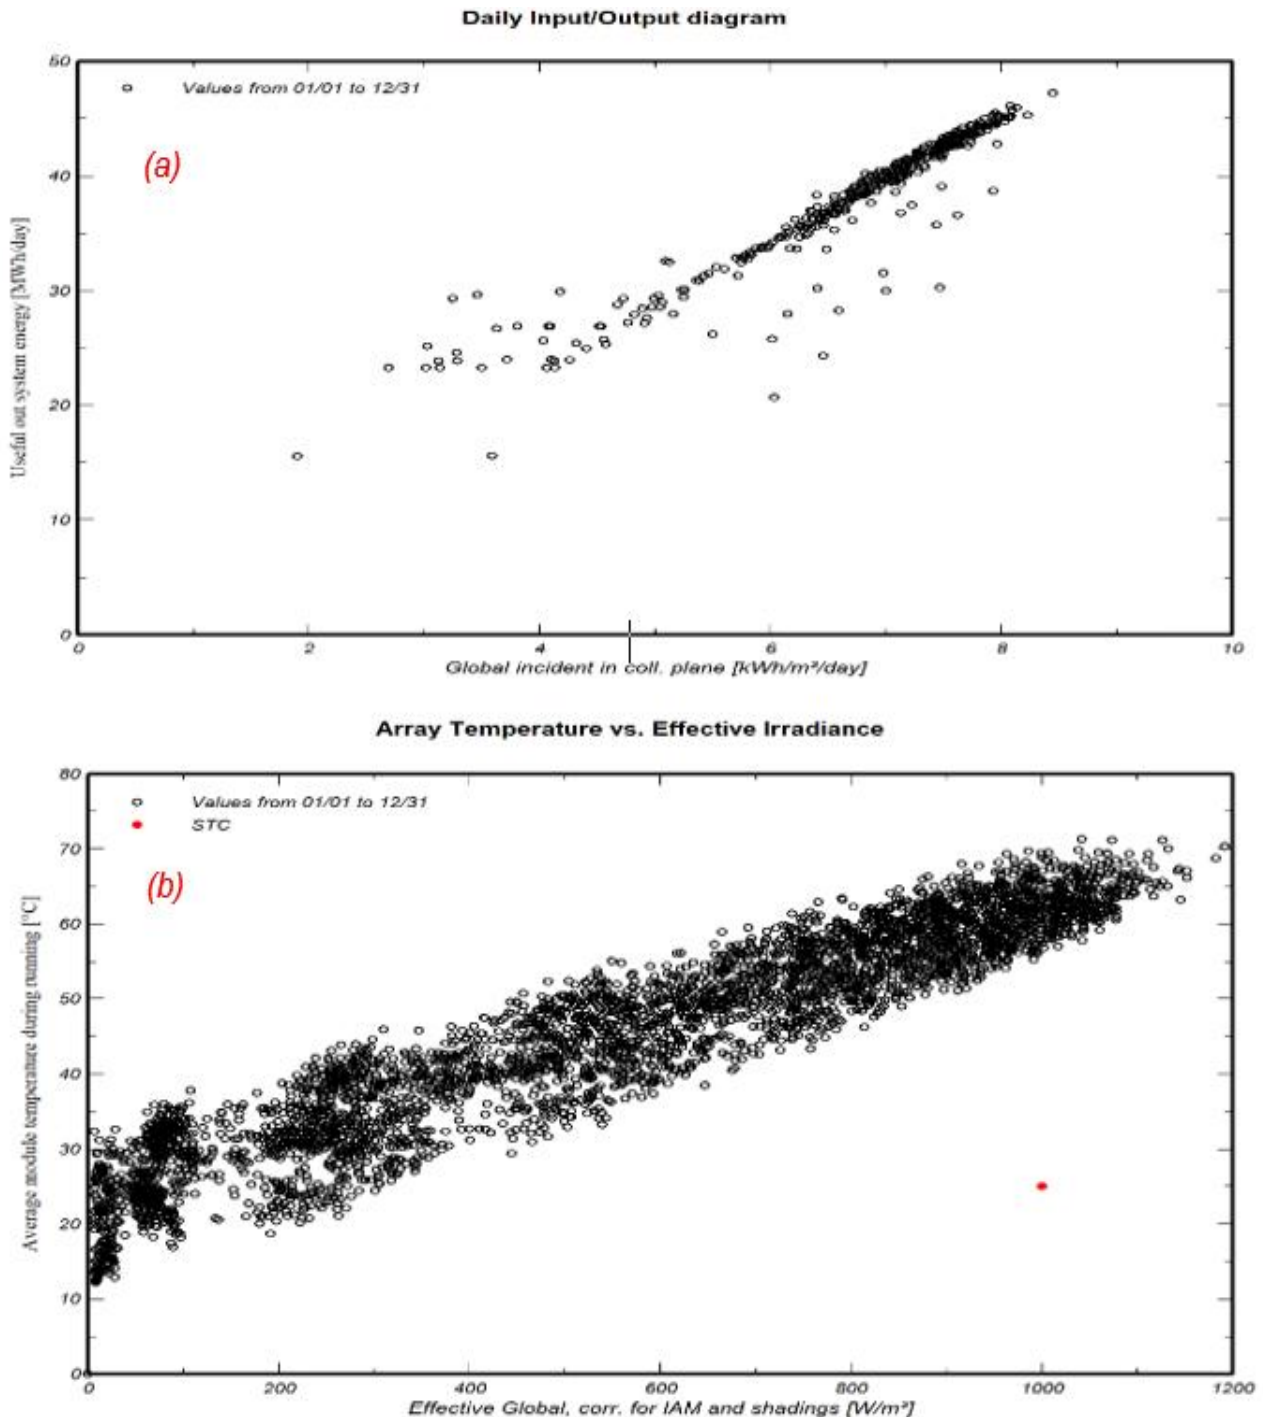 Daily Input/Output diagram
50
Values from 01/01 to 12/31
(a)
40
30
20
10
0
Useful out system energy [MWh/day]
0 2 4 6 8 10
Global incident in coll. plane [kWh/m²/day]
Array Temperature vs. Effective Irradiance
80
Values from 01/01 to 12/31
STC
70
(b)
60
50
40
30
20
10
0
Average module temperature during running [°C]
0 200 400 600 800 1000 1200
Effective Global, corr. for IAM and shadings [W/m²]